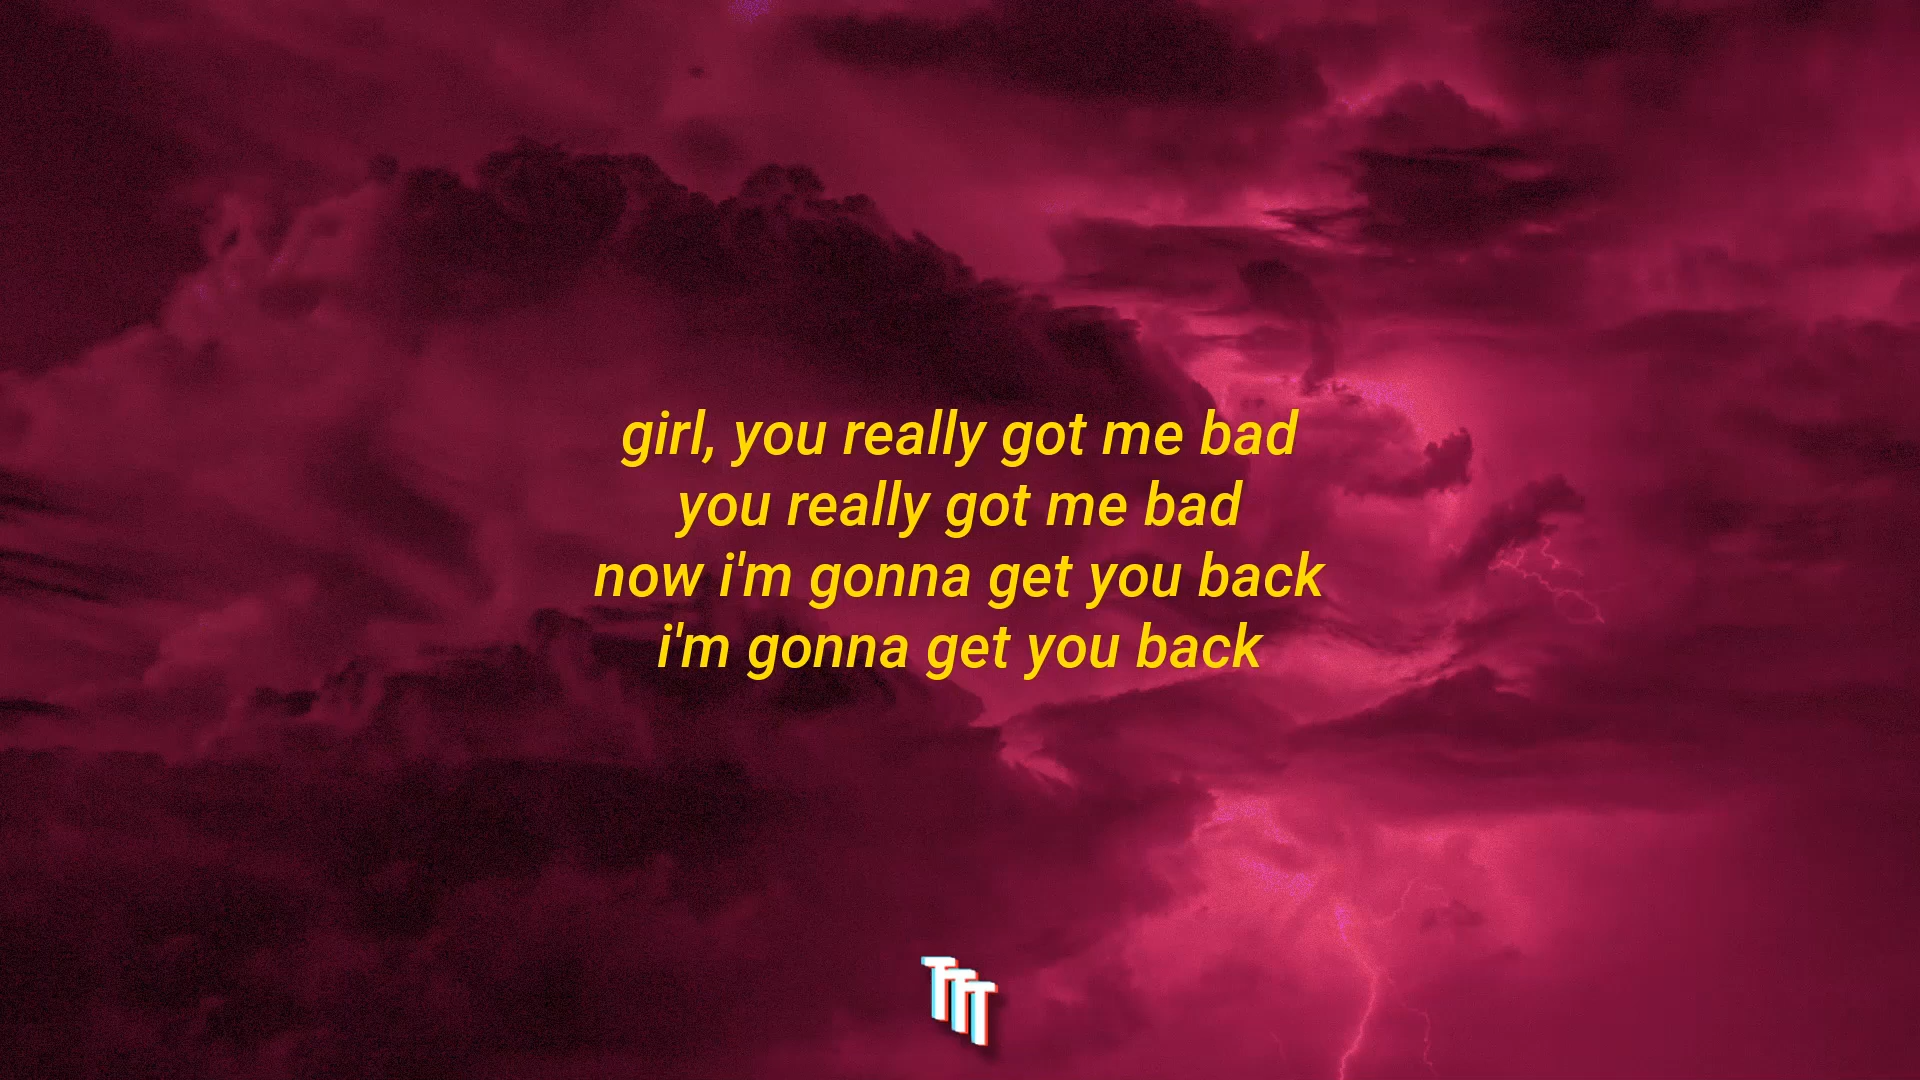 girl, you really got me bad
you really got me bad
now i'm gonna get you back
i'm gonna get you back
TTT